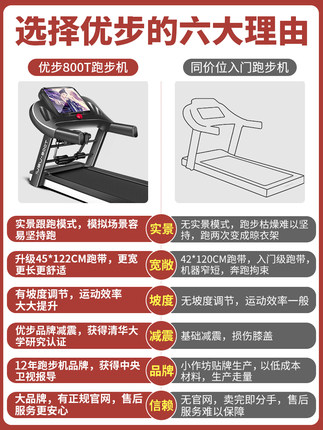 选择优步的六大理由
优步800T跑步机
同价位入门跑步机
实景跟跑模式，模拟场景容
易坚持跑
实景
无实景模式，跑步枯燥难以坚
持，跑两次变成晾衣架
升级45*122CM跑带，更宽
更长更舒适
宽敞
42*120CM跑带，入门级跑带，
机器窄短，奔跑拘束
有坡度调节，运动效率
大大提升
坡度
无坡度调节，运动效率一般
优步品牌减震，获得清华大
学研究认证
减震
基础减震，损伤膝盖
12年跑步机品牌，获得中央
卫视报导
品牌
小作坊贴牌生产，以低成本
材料，生产走量
大品牌，有正规官网，售后
服务更安心
信赖
无官网，卖完即分手，售后
服务难以保障